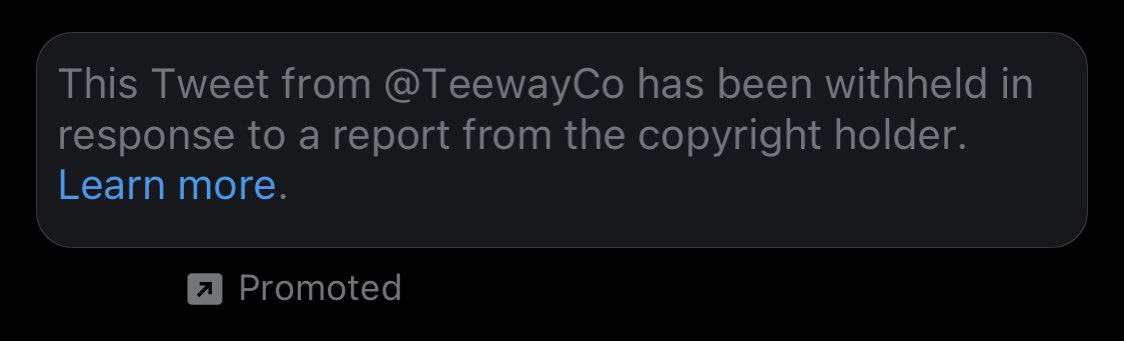 This Tweet from @TeewayCo has been withheld in
response to a report from the copyright holder.
Learn more.
Promoted